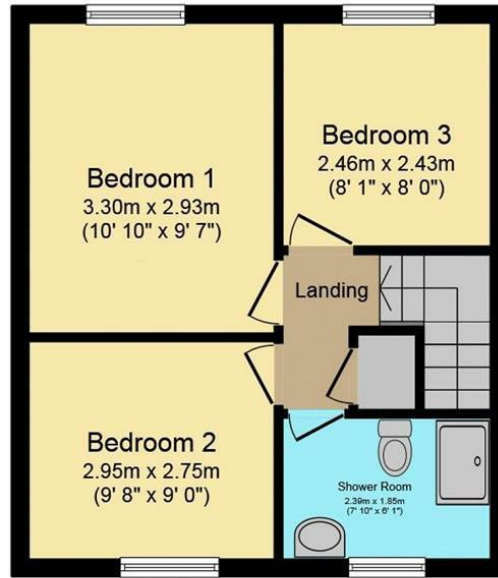 Bedroom 1
3.30m x 2.93m
(10' 10" x 9' 7")
Bedroom 3
2.46m x 2.43m
(8' 1" x 8' 0")
Landing
Bedroom 2
2.95m x 2.75m
(9' 8" x 9' 0")
Shower Room
2.39m x 1.85m
(7' 10" x 6' 1")